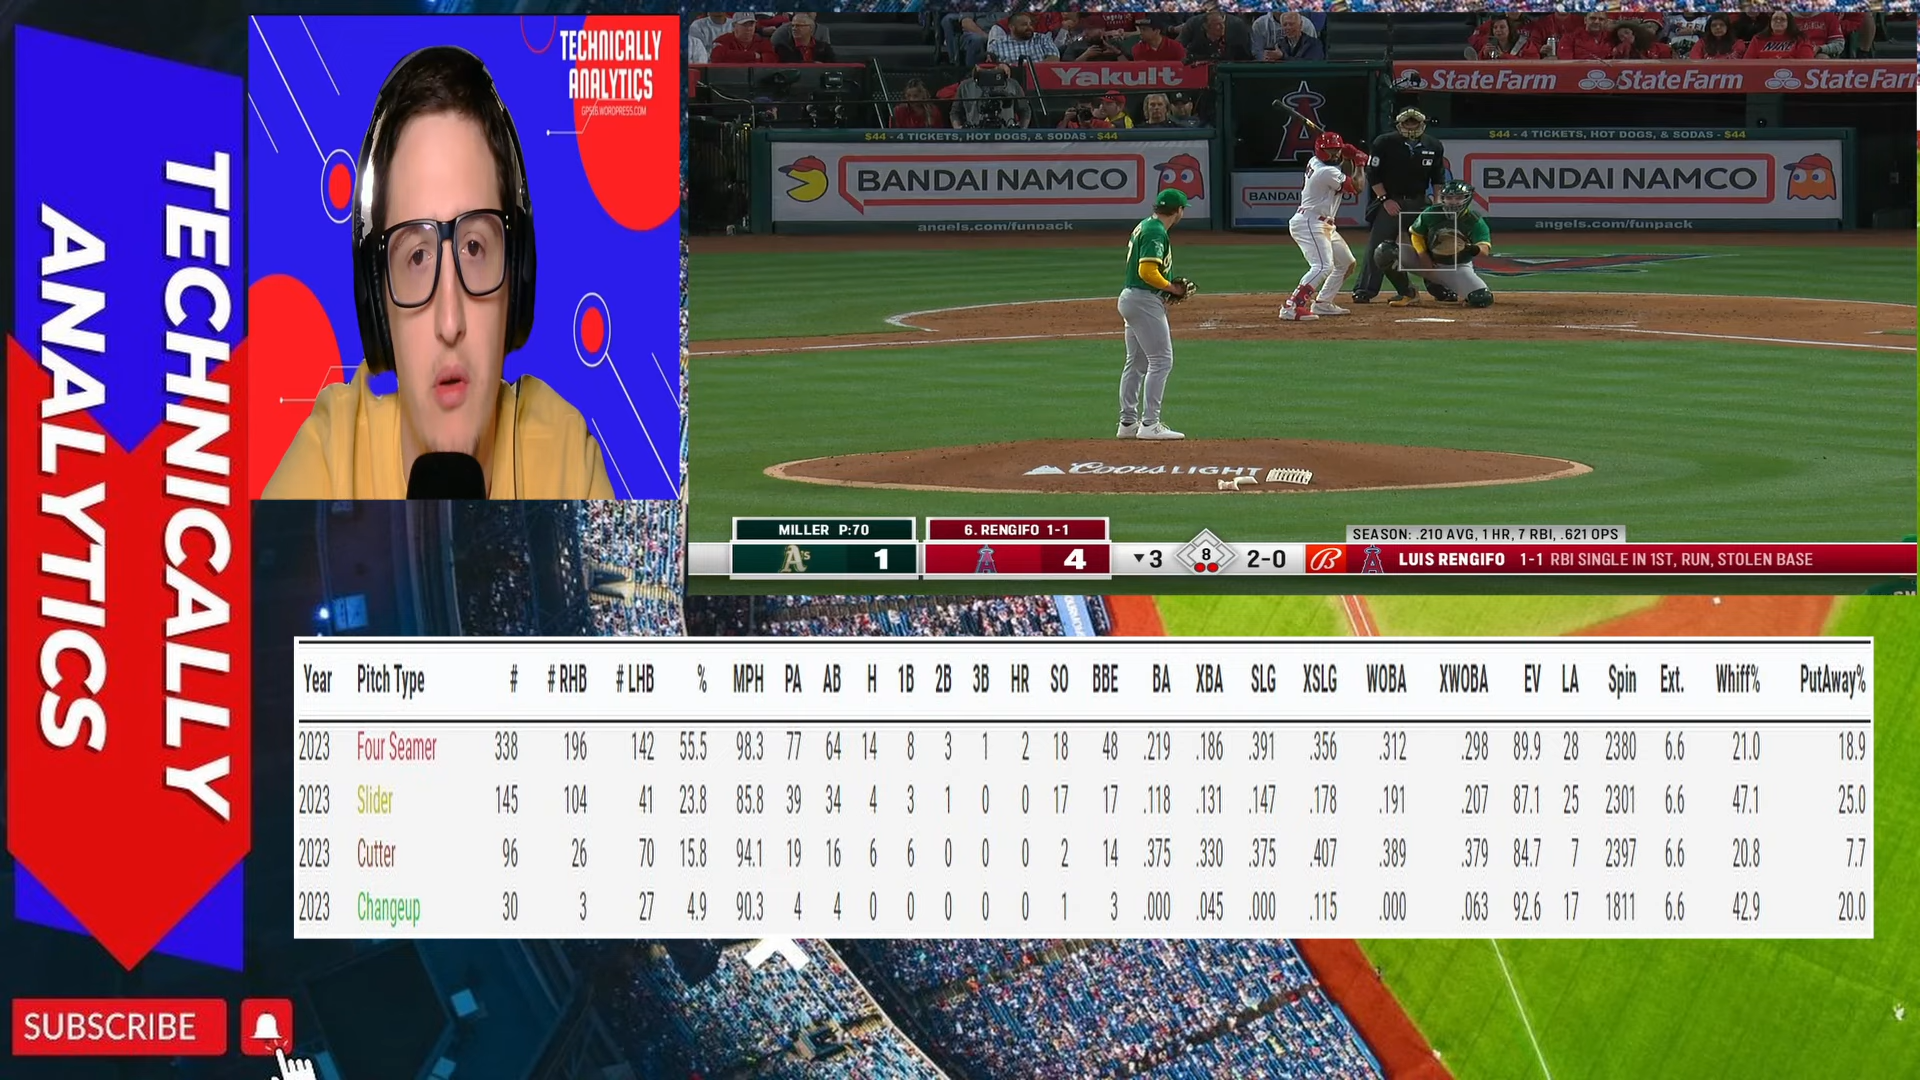 TECHNICALLY
ANALYTICS
TECHNICALLY
ANALYTICS
GPSI6.WORDPRESS.COM
Yakult
StateFarm
StateFarm
StateFarm
$44 - 4 TICKETS, HOT DOGS, & SODAS - $44
$44 - 4 TICKETS, HOT DOGS, & SODAS - $44
BANDAI NAMCO
BANDAI
BANDAI NAMCO
angels.com/funpack
angels.com/funpack
Coors LIGHT
MILLER P:70
6. RENGIFO 1-1
SEASON: .210 AVG, 1 HR, 7 RBI, .621 OPS
A's 1
A 4
▼3
8
2-0
B
A
LUIS RENGIFO 1-1 RBI SINGLE IN 1ST, RUN, STOLEN BASE
Year Pitch Type # # RHB # LHB % MPH PA AB H 1B 2B 3B HR SO BBE BA XBA SLG XSLG WOBA XWOBA EV LA Spin Ext. Whiff% PutAway%
2023 Four Seamer 338 196 142 55.5 98.3 77 64 14 8 3 1 2 18 48 .219 .186 .391 .356 .312 .298 89.9 28 2380 6.6 21.0 18.9
2023 Slider 145 104 41 23.8 85.8 39 34 4 3 1 0 0 17 17 .118 .131 .147 .178 .191 .207 87.1 25 2301 6.6 47.1 25.0
2023 Cutter 96 26 70 15.8 94.1 19 16 6 6 0 0 0 2 14 .375 .330 .375 .407 .389 .379 84.7 7 2397 6.6 20.8 7.7
2023 Changeup 30 3 27 4.9 90.3 4 4 0 0 0 0 0 1 3 .000 .045 .000 .115 .000 .063 92.6 17 1811 6.6 42.9 20.0
SUBSCRIBE